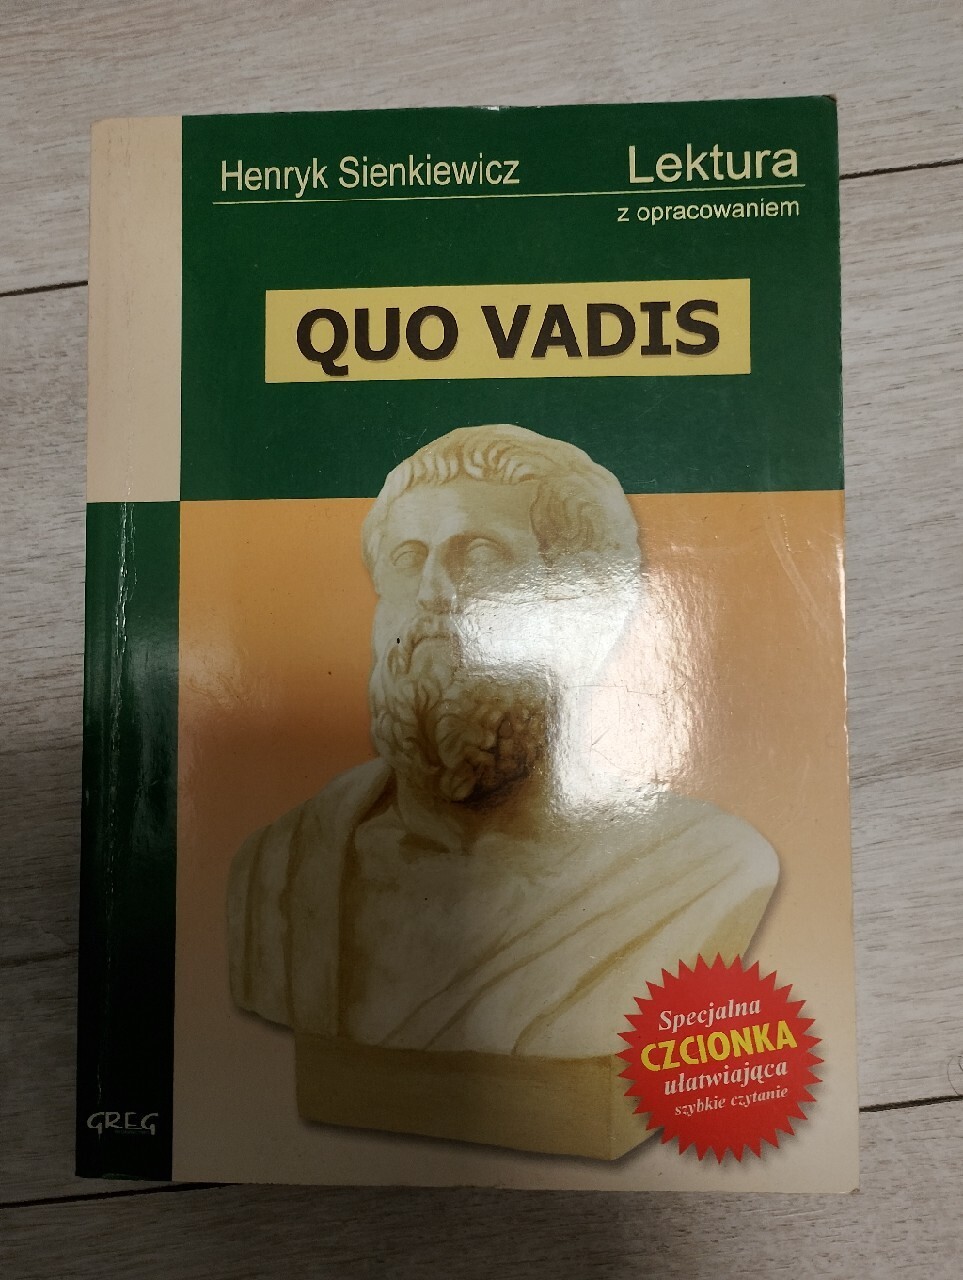 Henryk Sienkiewicz
Lektura
z opracowaniem
QUO VADIS
Specjalna
CZCIONKA
ułatwiająca
szybkie czytanie
GREG